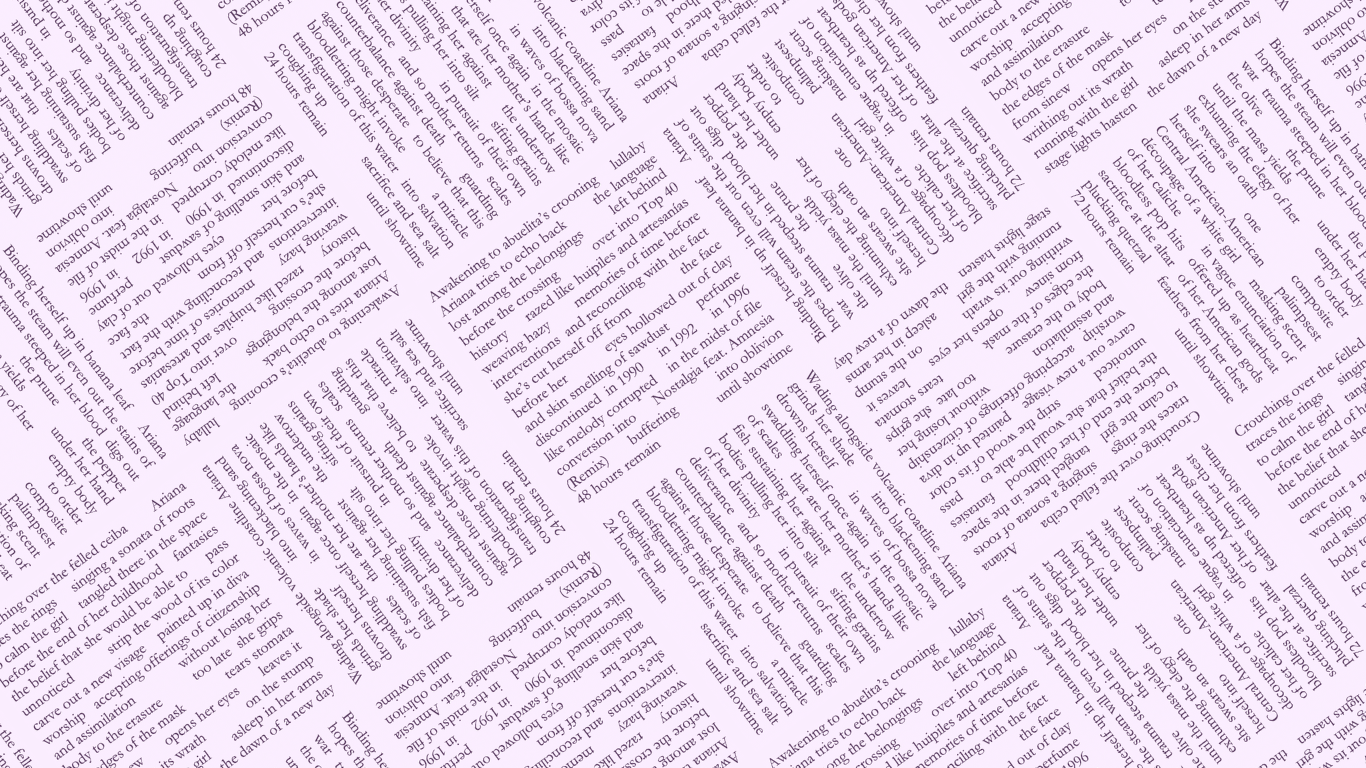 Awakening to abuelita's crooning lullaby
Ariana tries to echo back the language
lost among the belongings left behind
before the crossing over into Top 40
history razed like huipiles and artesanías
weaving hazy memories of time before
interventions and reconciling with the fact
she's cut herself off from the face
before her eyes hollowed out of clay
and skin smelling of sawdust perfume
discontinued in 1990 in 1992 in 1996
like melody corrupted in the midst of file
conversion into Nostalgia feat. Amnesia
(Remix) buffering into oblivion
48 hours remain until showtime
Wading alongside volcanic coastline Ariana
grinds her shade into blackening sand
drowns herself in waves of bossa nova
swaddling herself once again in the mosaic
of scales that are her mother's hands like
fish sustaining her against the undertow
bodies pulling her into silt sifting grains
of her divinity in pursuit of their own
deliverance and so mother returns scales
counterbalance against death guarding
against those desperate to believe that this
bloodletting might invoke a miracle
transfiguration of this water into salvation
coughing up sacrifice and sea salt
24 hours remain until showtime
Binding herself up in banana leaf Ariana
hopes the steam will even out the stains of
war trauma steeped in her blood digs out
the olive the prune the pepper
until the masa yields under her hand
exhuming the elegy of her empty body
she swears an oath one to order
herself into composite
Central American-American palimpsest
découpage of a white girl masking scent
of her caliche in vague enunciation of
bloodless pop hits offered up as heartbeat
sacrifice at the altar of her American gods
plucking quetzal feathers from her chest
72 hours remain until showtime
Crouching over the felled ceiba Ariana
traces the rings singing a sonata of roots
to calm the girl tangled there in the space
before the end of her childhood fantasies
the belief that she would be able to pass
unnoticed strip the wood of its color
carve out a new visage painted up in diva
worship accepting offerings of citizenship
and assimilation without losing her
body to the erasure too late she grips
the edges of the mask tears stomata
from sinew opens her eyes leaves it
writhing out its wrath on the stump
running with the girl asleep in her arms
stage lights hasten the dawn of a new day